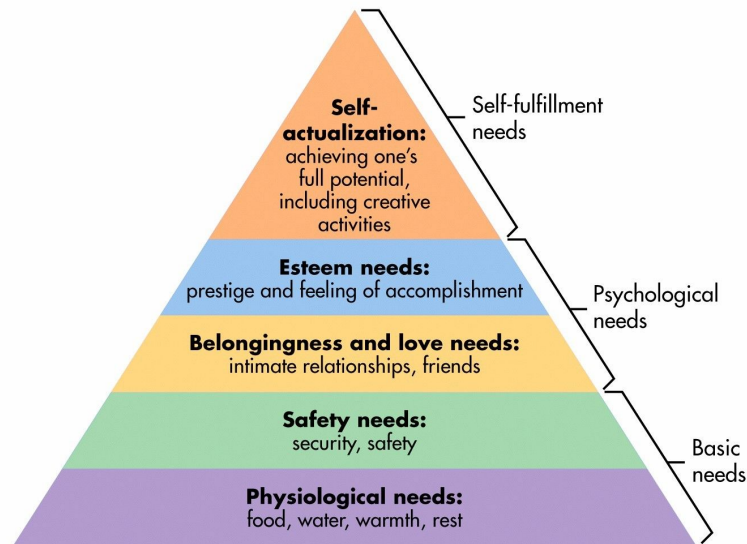 Self-
actualization:
achieving one's
full potential,
including creative
activities
Self-fulfillment
needs
Esteem needs:
prestige and feeling of accomplishment
Psychological
needs
Belongingness and love needs:
intimate relationships, friends
Safety needs:
security, safety
Basic
needs
Physiological needs:
food, water, warmth, rest